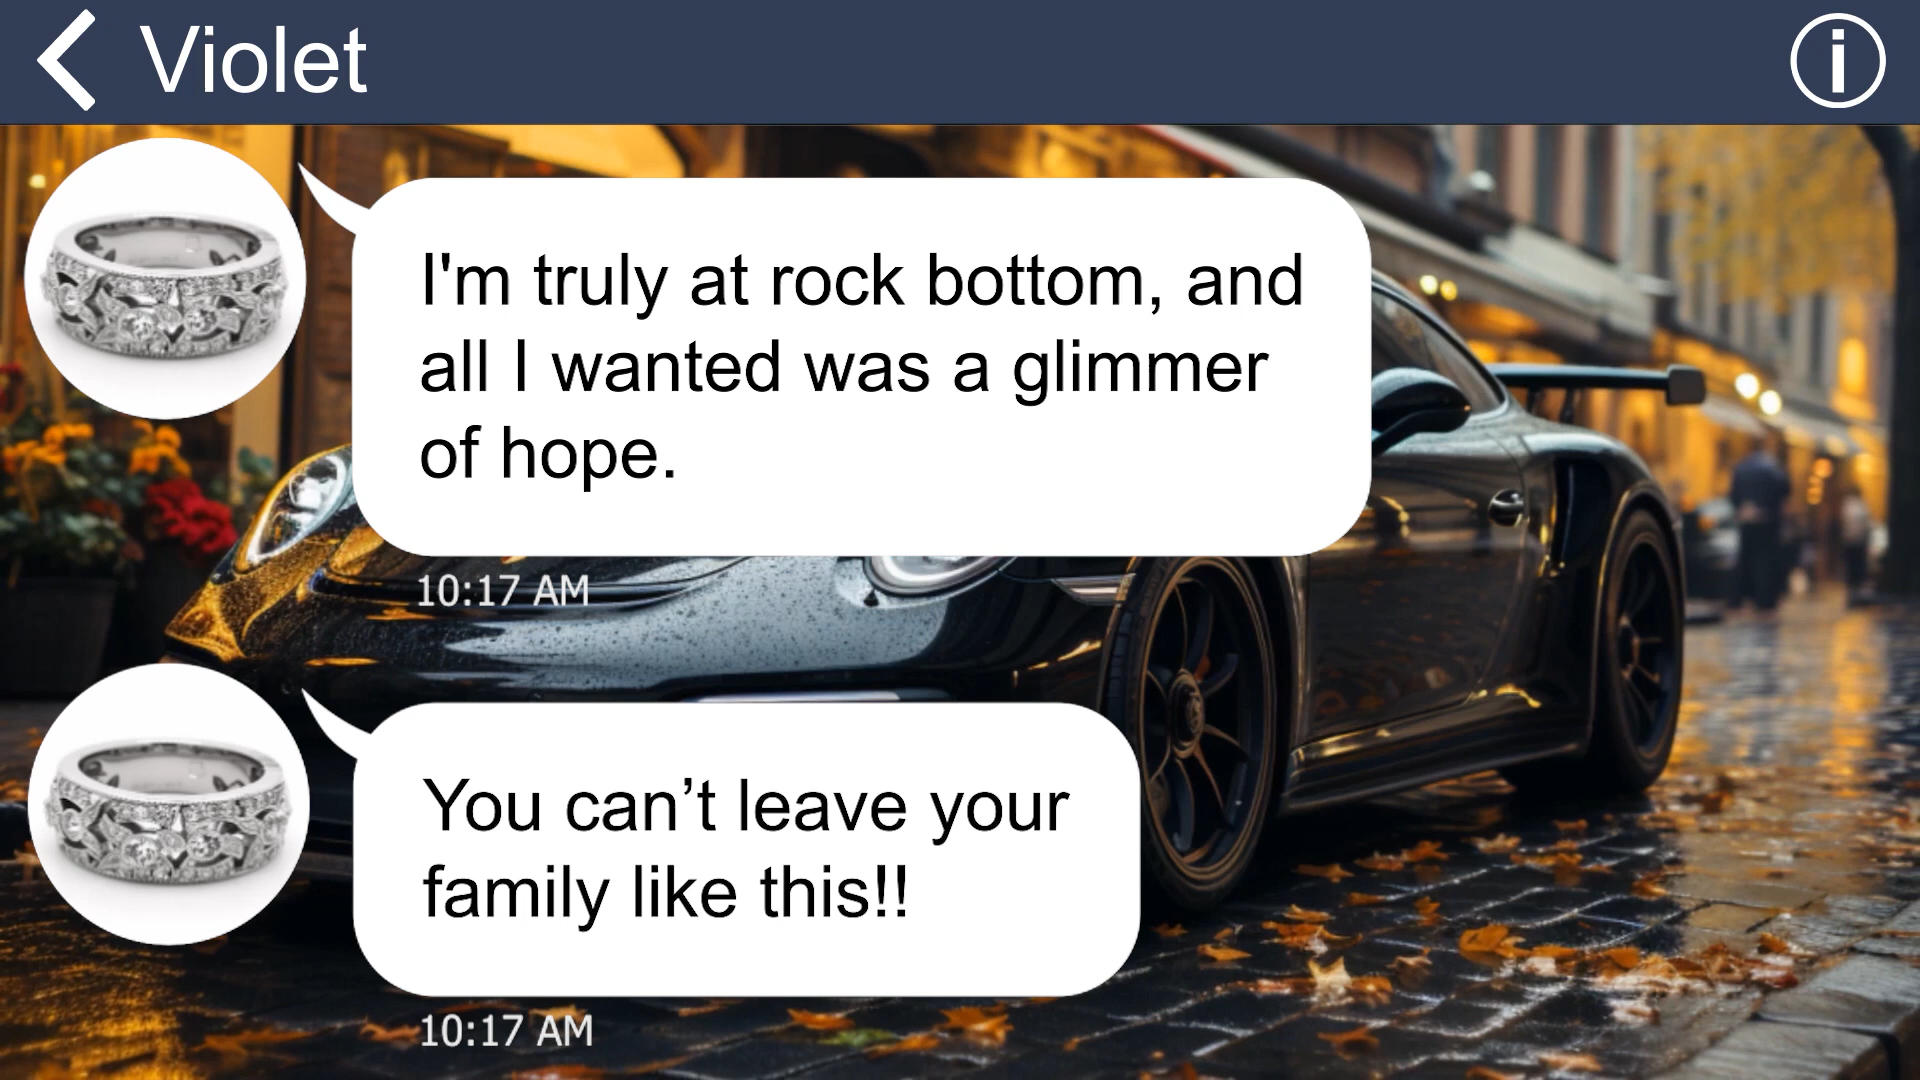 Violet
I'm truly at rock bottom, and
all I wanted was a glimmer
of hope.
10:17 AM
You can’t leave your
family like this!!
10:17 AM